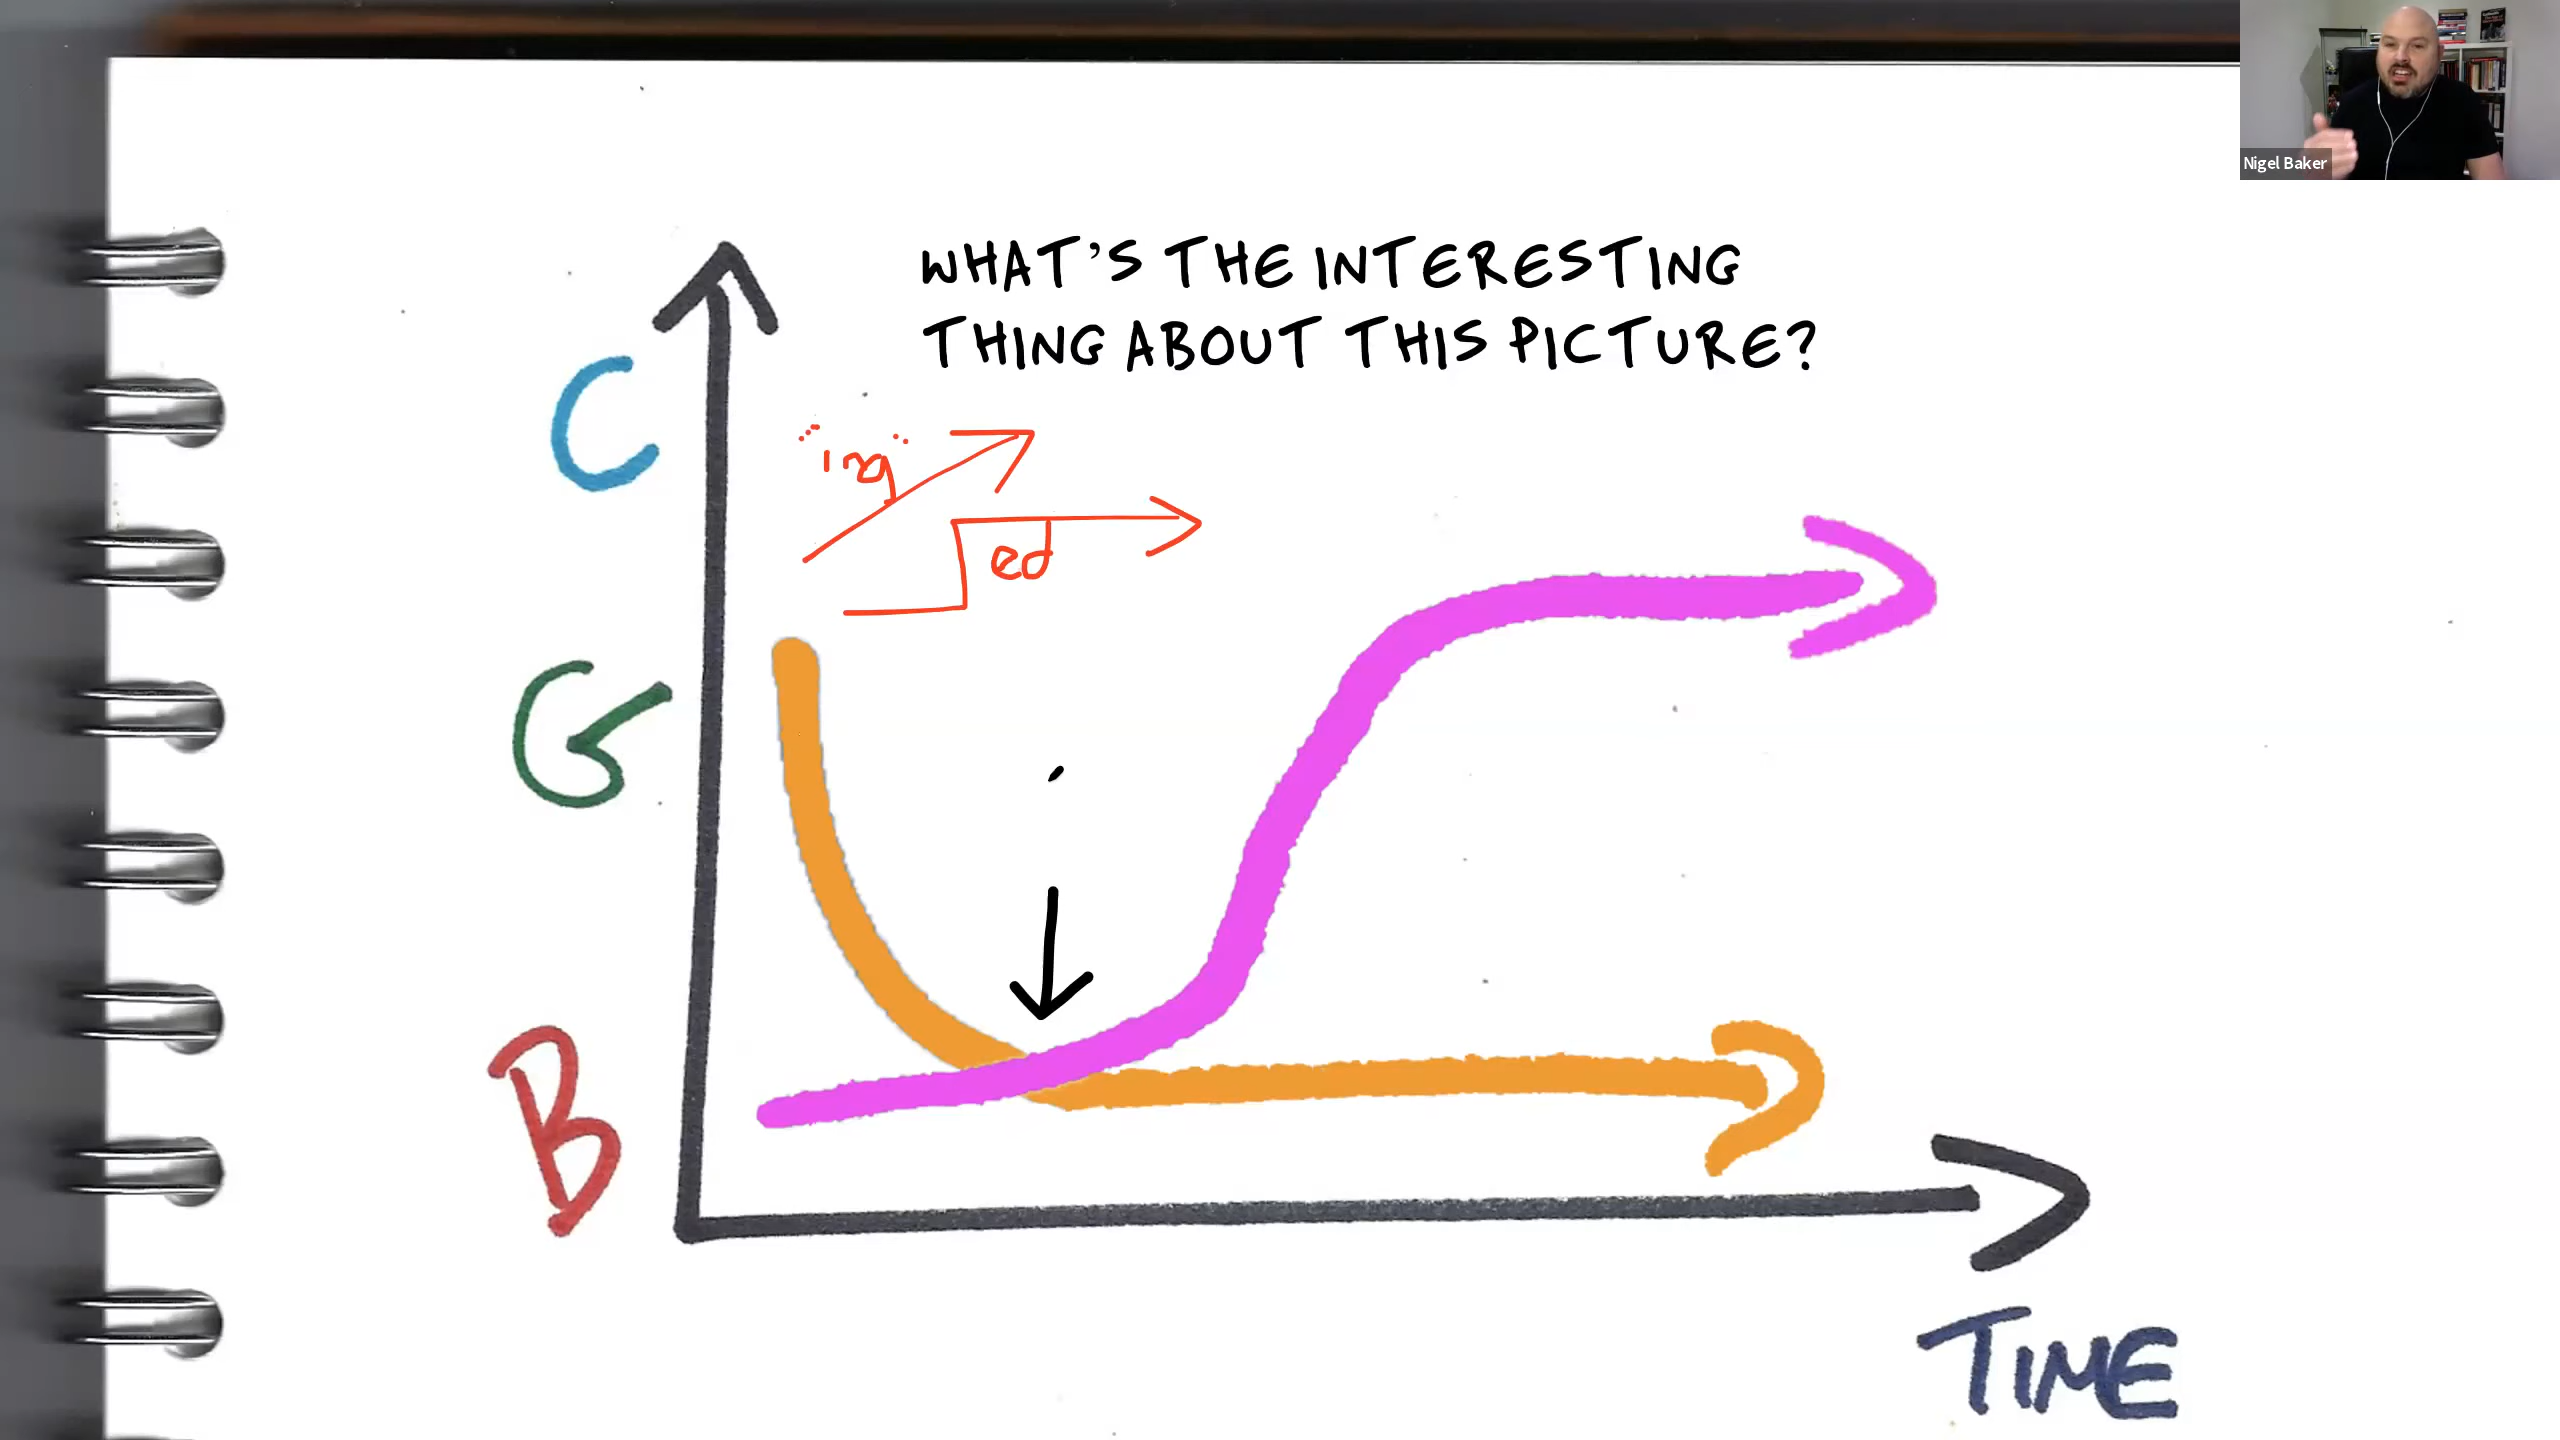 Nigel Baker
WHAT'S THE INTERESTING
THING ABOUT THIS PICTURE?
C
"ing"
ed
G
B
TIME